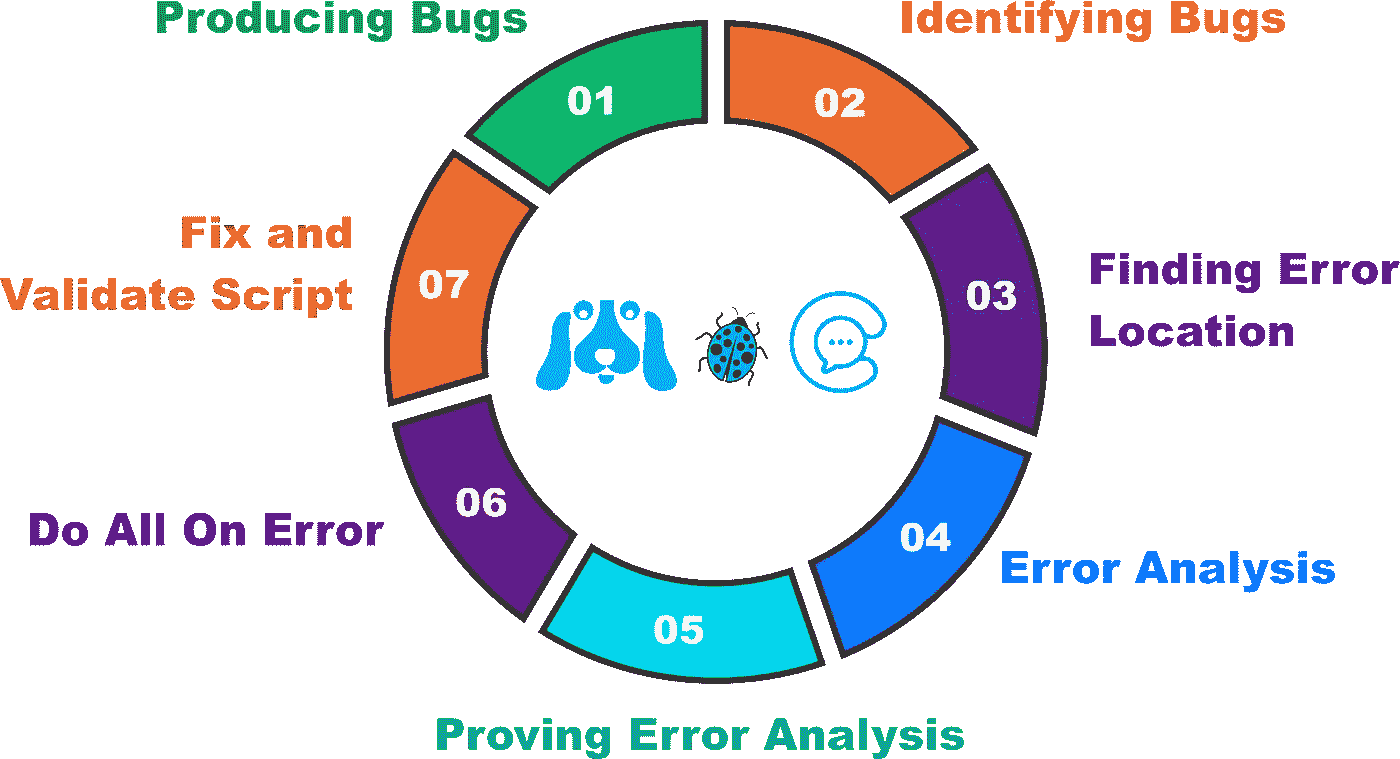 Producing Bugs
Identifying Bugs
01
02
Fix and
Validate Script
07
03
Finding Error
Location
06
Do All On Error
04
Error Analysis
05
Proving Error Analysis